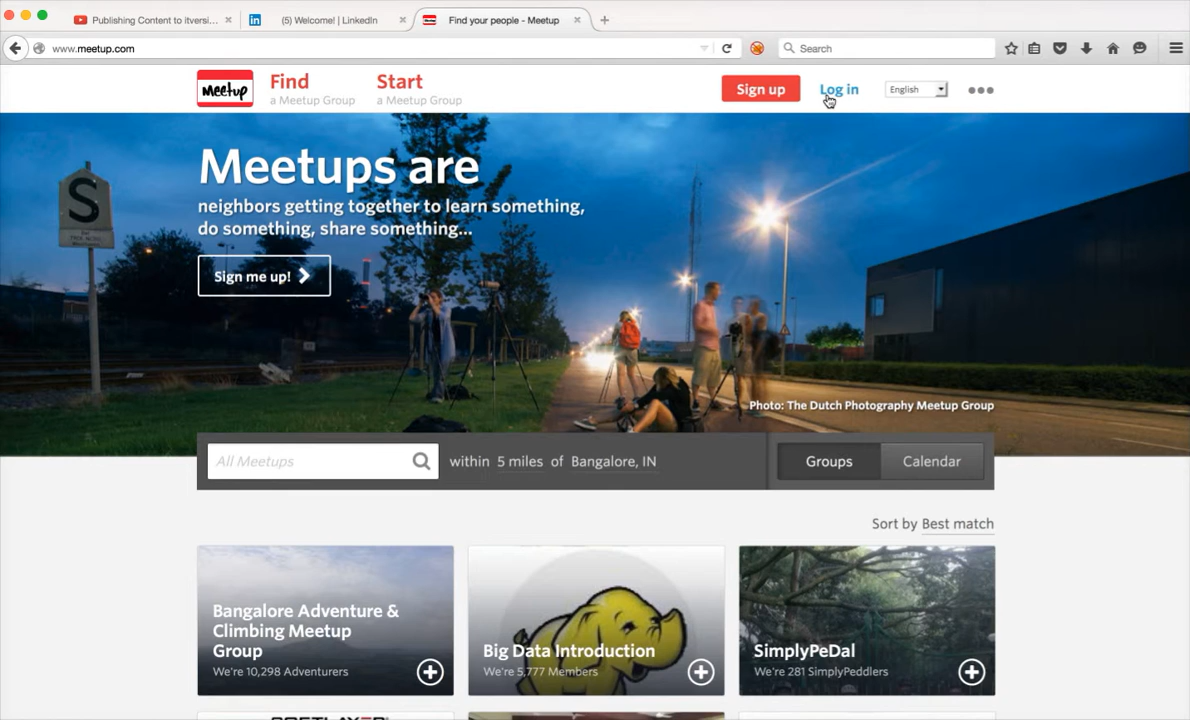 Publishing Content to itversi...
(5) Welcome! | LinkedIn
Find your people - Meetup
www.meetup.com
Search
Meetup
Find
a Meetup Group
Start
a Meetup Group
Sign up
Log in
English
Meetups are
neighbors getting together to learn something,
do something, share something...
Sign me up!
S
Photo: The Dutch Photography Meetup Group
All Meetups
within 5 miles of Bangalore, IN
Groups
Calendar
Sort by Best match
Bangalore Adventure &
Climbing Meetup
Group
We're 10,298 Adventurers
Big Data Introduction
We're 5,777 Members
SimplyPeDal
We're 281 SimplyPeddlers